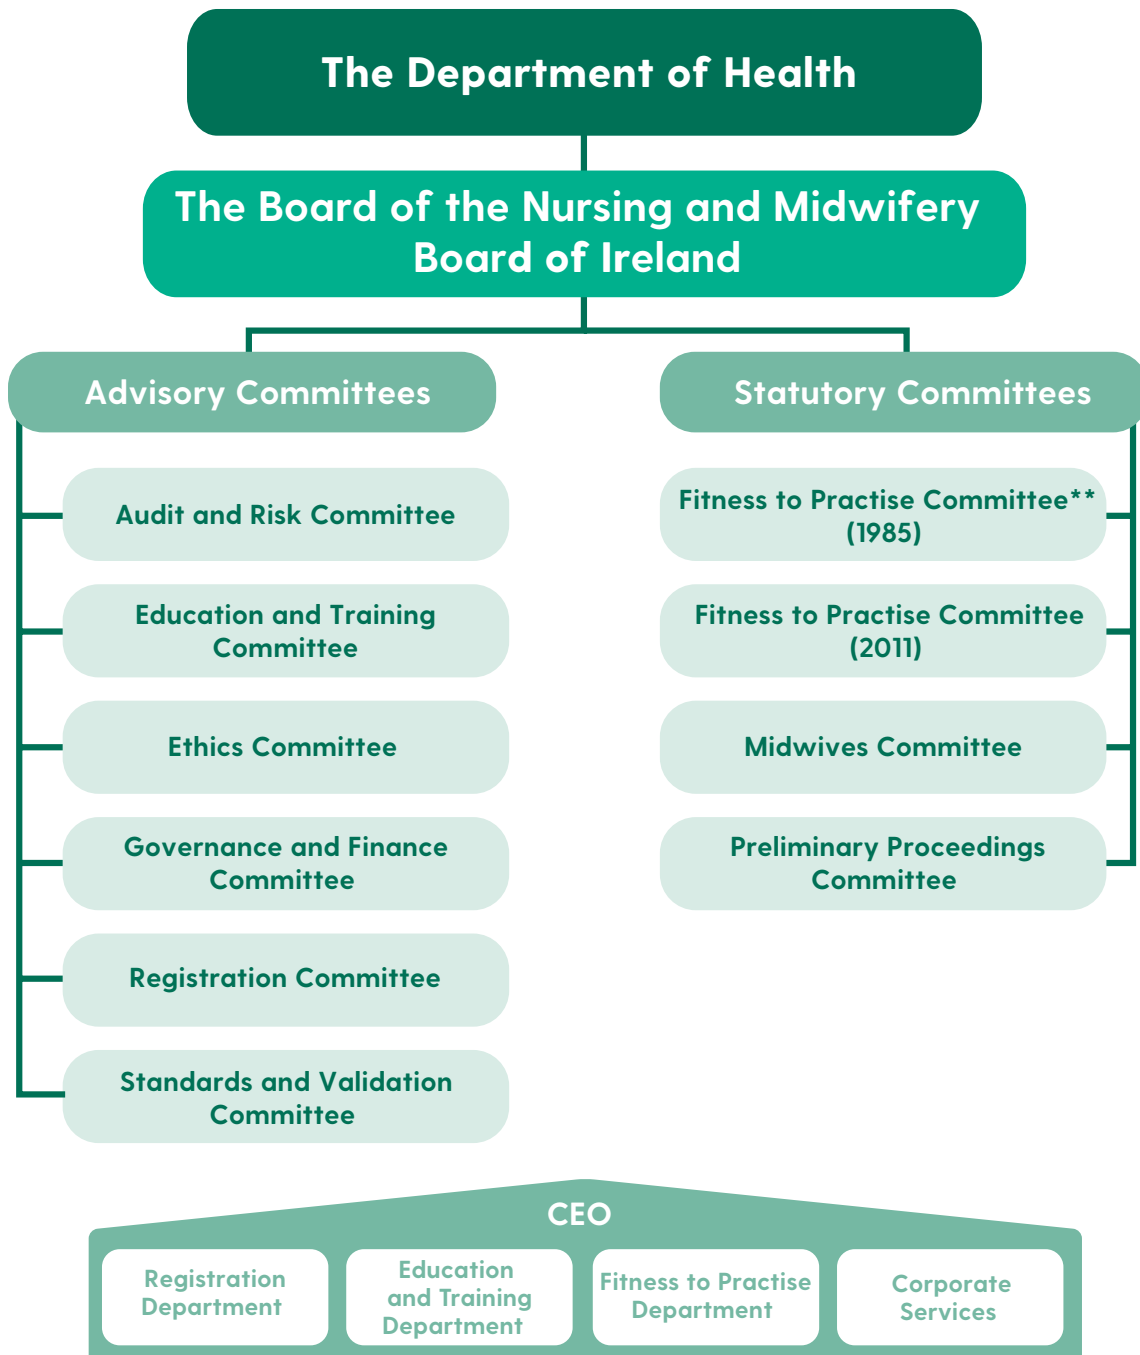 The Department of Health
The Board of the Nursing and Midwifery
Board of Ireland
Advisory Committees
Audit and Risk Committee
Education and Training
Committee
Ethics Committee
Governance and Finance
Committee
Registration Committee
Standards and Validation
Committee
Statutory Committees
Fitness to Practise Committee**
(1985)
Fitness to Practise Committee
(2011)
Midwives Committee
Preliminary Proceedings
Committee
CEO
Registration
Department
Education
and Training
Department
Fitness to Practise
Department
Corporate
Services